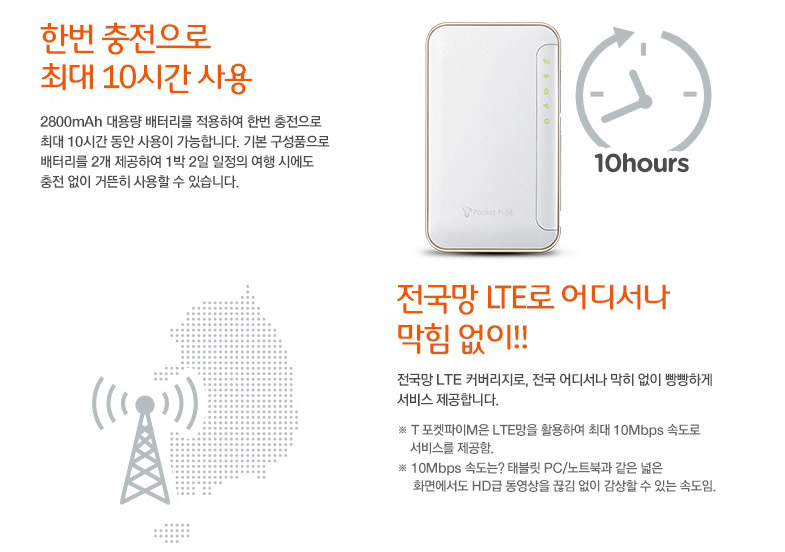 한번 충전으로
최대 10시간 사용
2800mAh 대용량 배터리를 적용하여 한번 충전으로
최대 10시간 동안 사용이 가능합니다. 기본 구성품으로
배터리를 2개 제공하여 1박 2일 일정의 여행 시에도
충전 없이 거뜬히 사용할 수 있습니다.
10hours
전국망 LTE로 어디서나
막힘 없이!!
전국망 LTE 커버리지로, 전국 어디서나 막히 없이 빵빵하게
서비스 제공합니다.
※ T 포켓파이M은 LTE망을 활용하여 최대 10Mbps 속도로
서비스를 제공함.
※ 10Mbps 속도는? 태블릿 PC/노트북과 같은 넓은
화면에서도 HD급 동영상을 끊김 없이 감상할 수 있는 속도임.